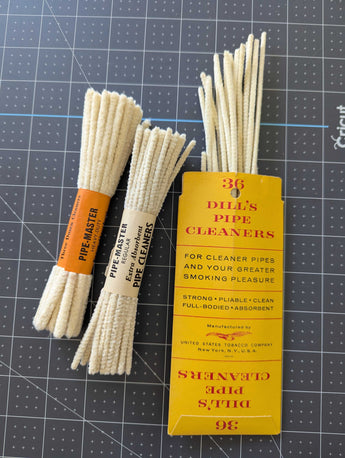 PIPE-MASTER
PIPE-MASTER
REGULAR
Extra Absorbent
PIPE CLEANERS
36
DILL'S
PIPE
CLEANERS
FOR CLEANER PIPES
AND YOUR GREATER
SMOKING PLEASURE
STRONG • PLIABLE • CLEAN
FULL-BODIED • ABSORBENT
Manufactured by
UNITED STATES TOBACCO COMPANY
New York, N.Y., U.S.A.
DILL'S
PIPE
CLEANERS
36
Cricut